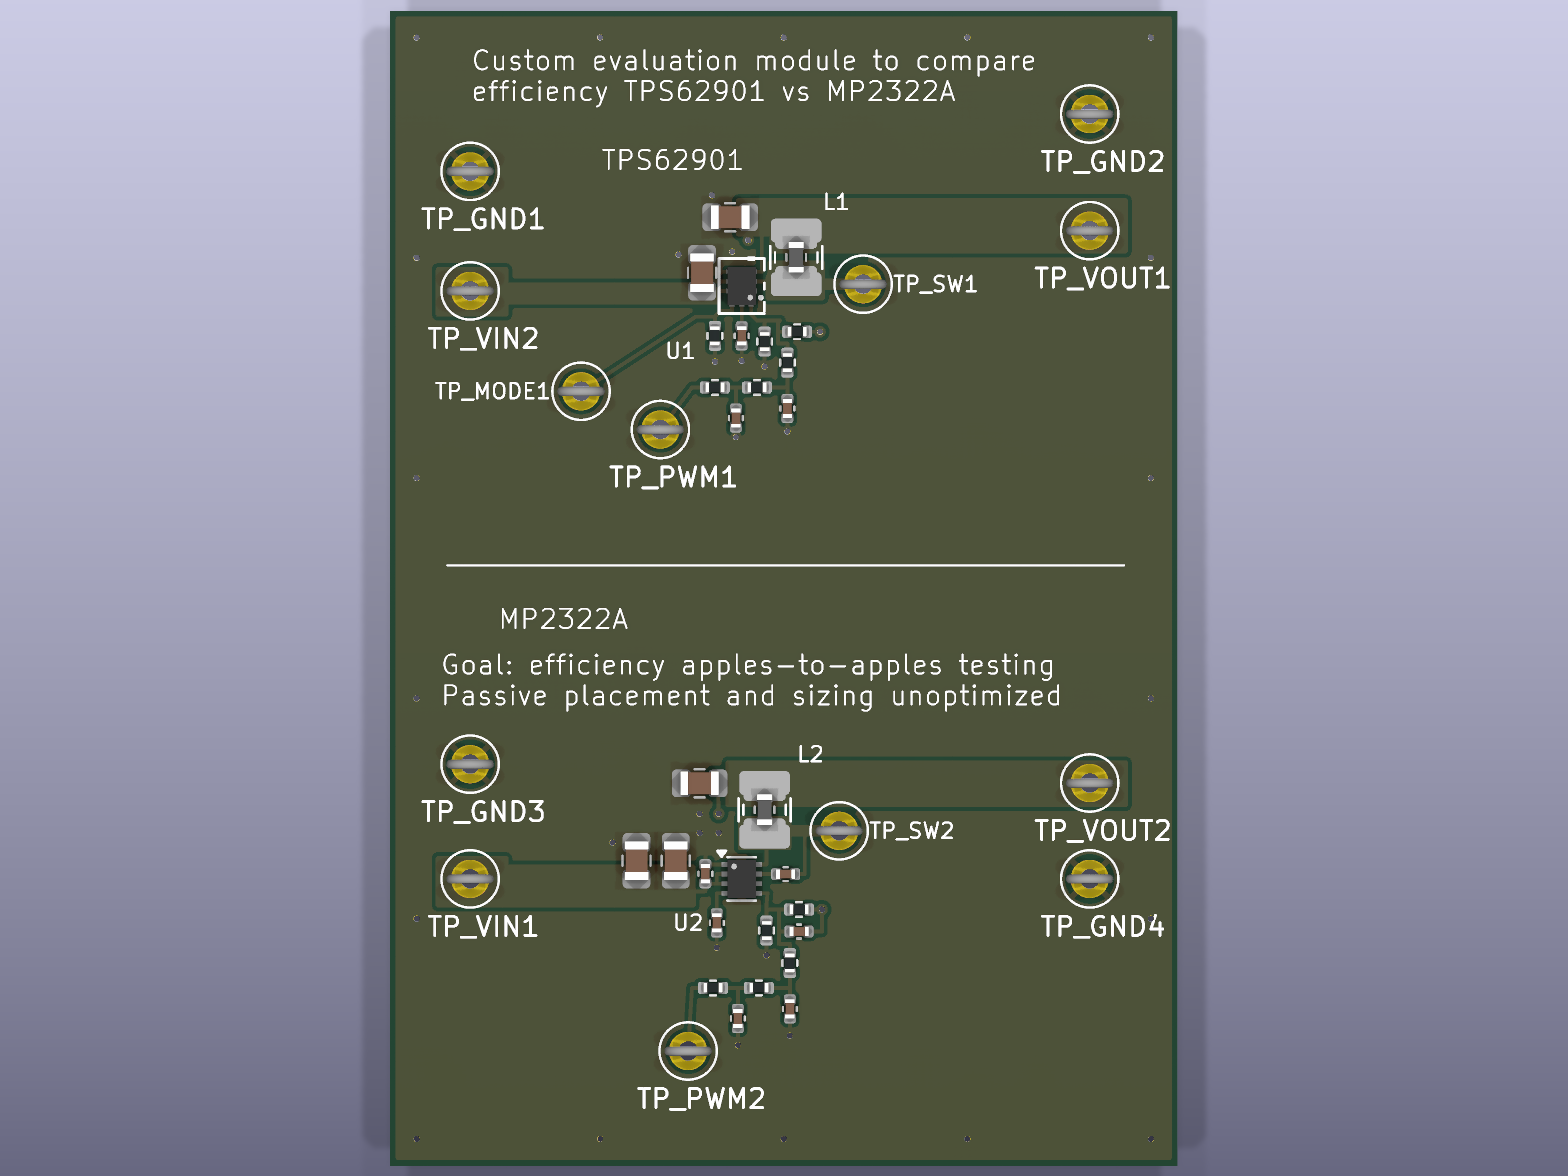 Custom evaluation module to compare
efficiency TPS62901 vs MP2322A
TPS62901
TP_GND2
TP_GND1
L1
TP_VOUT1
TP_SW1
TP_VIN2
U1
TP_MODE1
TP_PWM1
MP2322A
Goal: efficiency apples-to-apples testing
Passive placement and sizing unoptimized
L2
TP_GND3
TP_VOUT2
TP_SW2
TP_VIN1
U2
TP_GND4
TP_PWM2